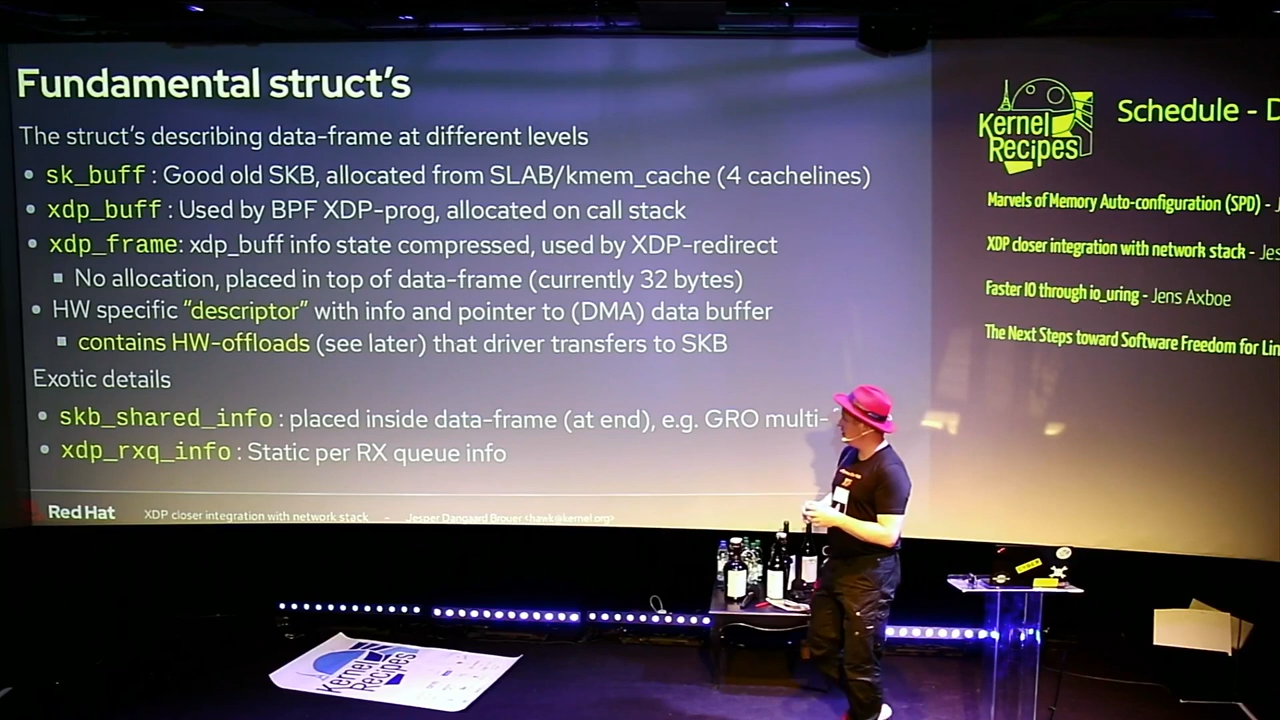 Fundamental struct's
The struct's describing data-frame at different levels
sk_buff : Good old SKB, allocated from SLAB/kmem_cache (4 cachelines)
xdp_buff : Used by BPF XDP-prog, allocated on call stack
xdp_frame: xdp_buff info state compressed, used by XDP-redirect
No allocation, placed in top of data-frame (currently 32 bytes)
HW specific “descriptor” with info and pointer to (DMA) data buffer
contains HW-offloads (see later) that driver transfers to SKB
Exotic details
skb_shared_info : placed inside data-frame (at end), e.g. GRO multi-
xdp_rxq_info : Static per RX queue info
Red Hat XDP closer integration with network stack - Jesper Dangaard Brouer <hawk@kernel.org>
Kernel
Recipes
Schedule - D
Marvels of Memory Auto-configuration (SPD) - J
XDP closer integration with network stack - Jes
Faster IO through io_uring - Jens Axboe
The Next Steps toward Software Freedom for Lin
Kernel
Recipes